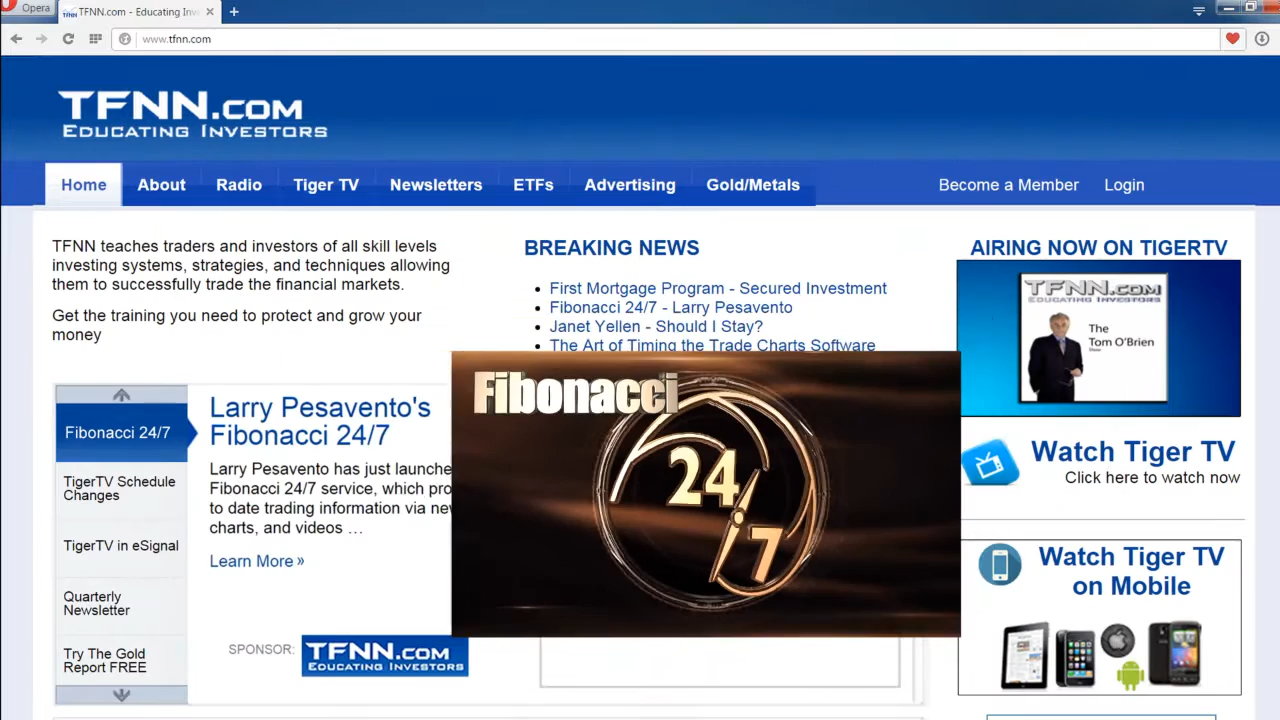 Opera
TFNN.com - Educating Inv
www.tfnn.com
TFNN.COM
EDUCATING INVESTORS
Home
About
Radio
Tiger TV
Newsletters
ETFs
Advertising
Gold/Metals
Become a Member
Login
TFNN teaches traders and investors of all skill levels
investing systems, strategies, and techniques allowing
them to successfully trade the financial markets.
Get the training you need to protect and grow your
money
BREAKING NEWS
First Mortgage Program - Secured Investment
Fibonacci 24/7 - Larry Pesavento
Janet Yellen - Should I Stay?
The Art of Timing the Trade Charts Software
AIRING NOW ON TIGERTV
TFNN.COM
EDUCATING INVESTORS
The
Tom O'Brien
Show
Fibonacci 24/7
TigerTV Schedule
Changes
TigerTV in eSignal
Quarterly
Newsletter
Try The Gold
Report FREE
Larry Pesavento's
Fibonacci 24/7
Larry Pesavento has just launche
Fibonacci 24/7 service, which pro
to date trading information via nev
charts, and videos …
Learn More »
SPONSOR:
TFNN.COM
EDUCATING INVESTORS
Fibonacci
24
7
Watch Tiger TV
Click here to watch now
Watch Tiger TV
on Mobile